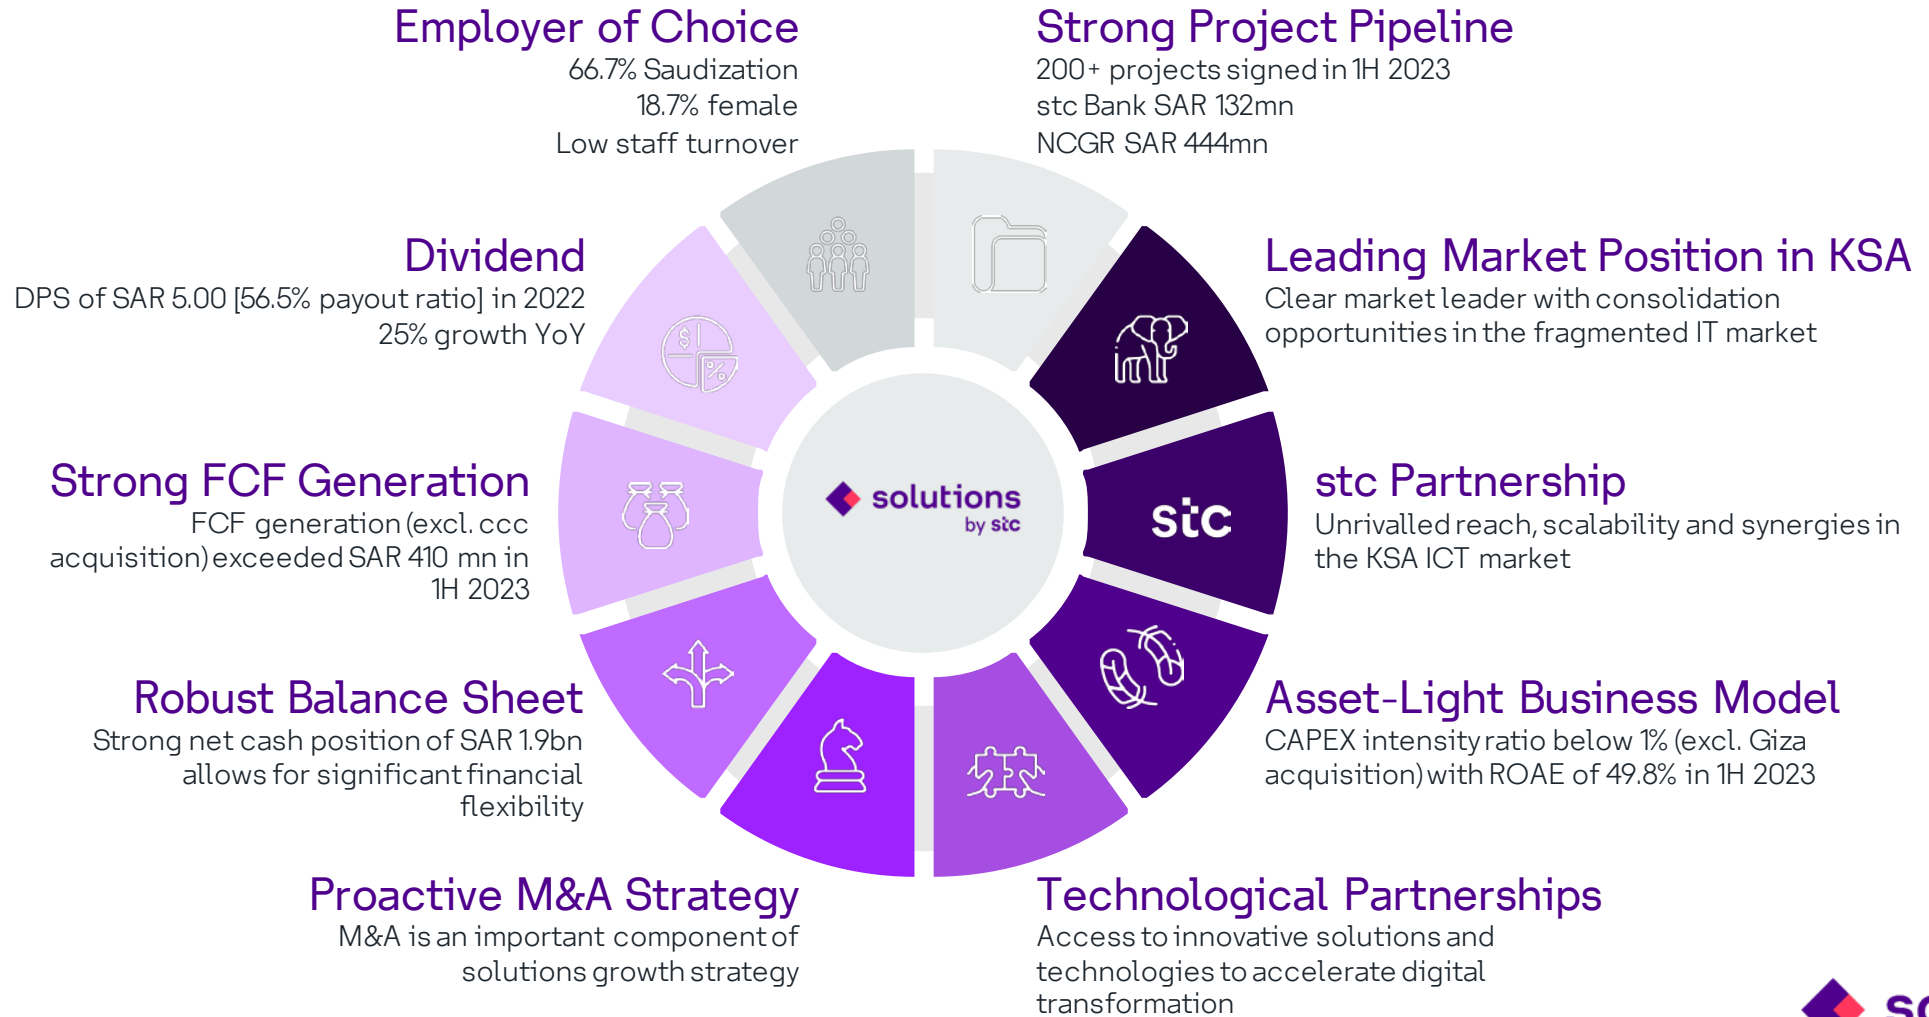 Employer of Choice
66.7% Saudization
18.7% female
Low staff turnover
Strong Project Pipeline
200+ projects signed in 1H 2023
stc Bank SAR 132mn
NCGR SAR 444mn
Dividend
DPS of SAR 5.00 [56.5% payout ratio] in 2022
25% growth YoY
Leading Market Position in KSA
Clear market leader with consolidation
opportunities in the fragmented IT market
Strong FCF Generation
FCF generation (excl. ccc
acquisition) exceeded SAR 410 mn in
1H 2023
solutions
by stc
stc
stc Partnership
Unrivalled reach, scalability and synergies in
the KSA ICT market
Robust Balance Sheet
Strong net cash position of SAR 1.9bn
allows for significant financial
flexibility
Asset-Light Business Model
CAPEX intensity ratio below 1% (excl. Giza
acquisition) with ROAE of 49.8% in 1H 2023
Proactive M&A Strategy
M&A is an important component of
solutions growth strategy
Technological Partnerships
Access to innovative solutions and
technologies to accelerate digital
transformation